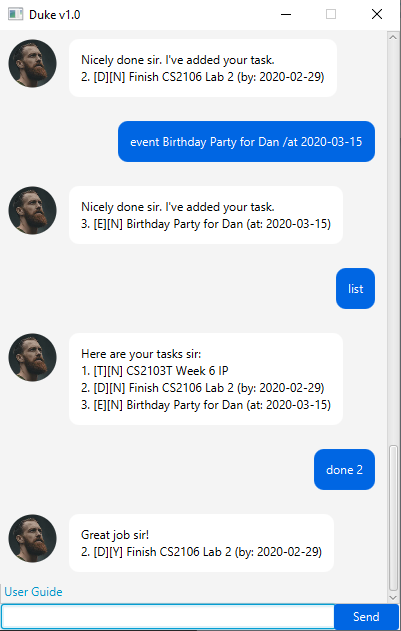 Duke v1.0
Nicely done sir. I've added your task.
2. [D][N] Finish CS2106 Lab 2 (by: 2020-02-29)
event Birthday Party for Dan /at 2020-03-15
Nicely done sir. I've added your task.
3. [E][N] Birthday Party for Dan (at: 2020-03-15)
list
Here are your tasks sir:
1. [T][N] CS2103T Week 6 IP
2. [D][N] Finish CS2106 Lab 2 (by: 2020-02-29)
3. [E][N] Birthday Party for Dan (at: 2020-03-15)
done 2
Great job sir!
2. [D][Y] Finish CS2106 Lab 2 (by: 2020-02-29)
User Guide
Send